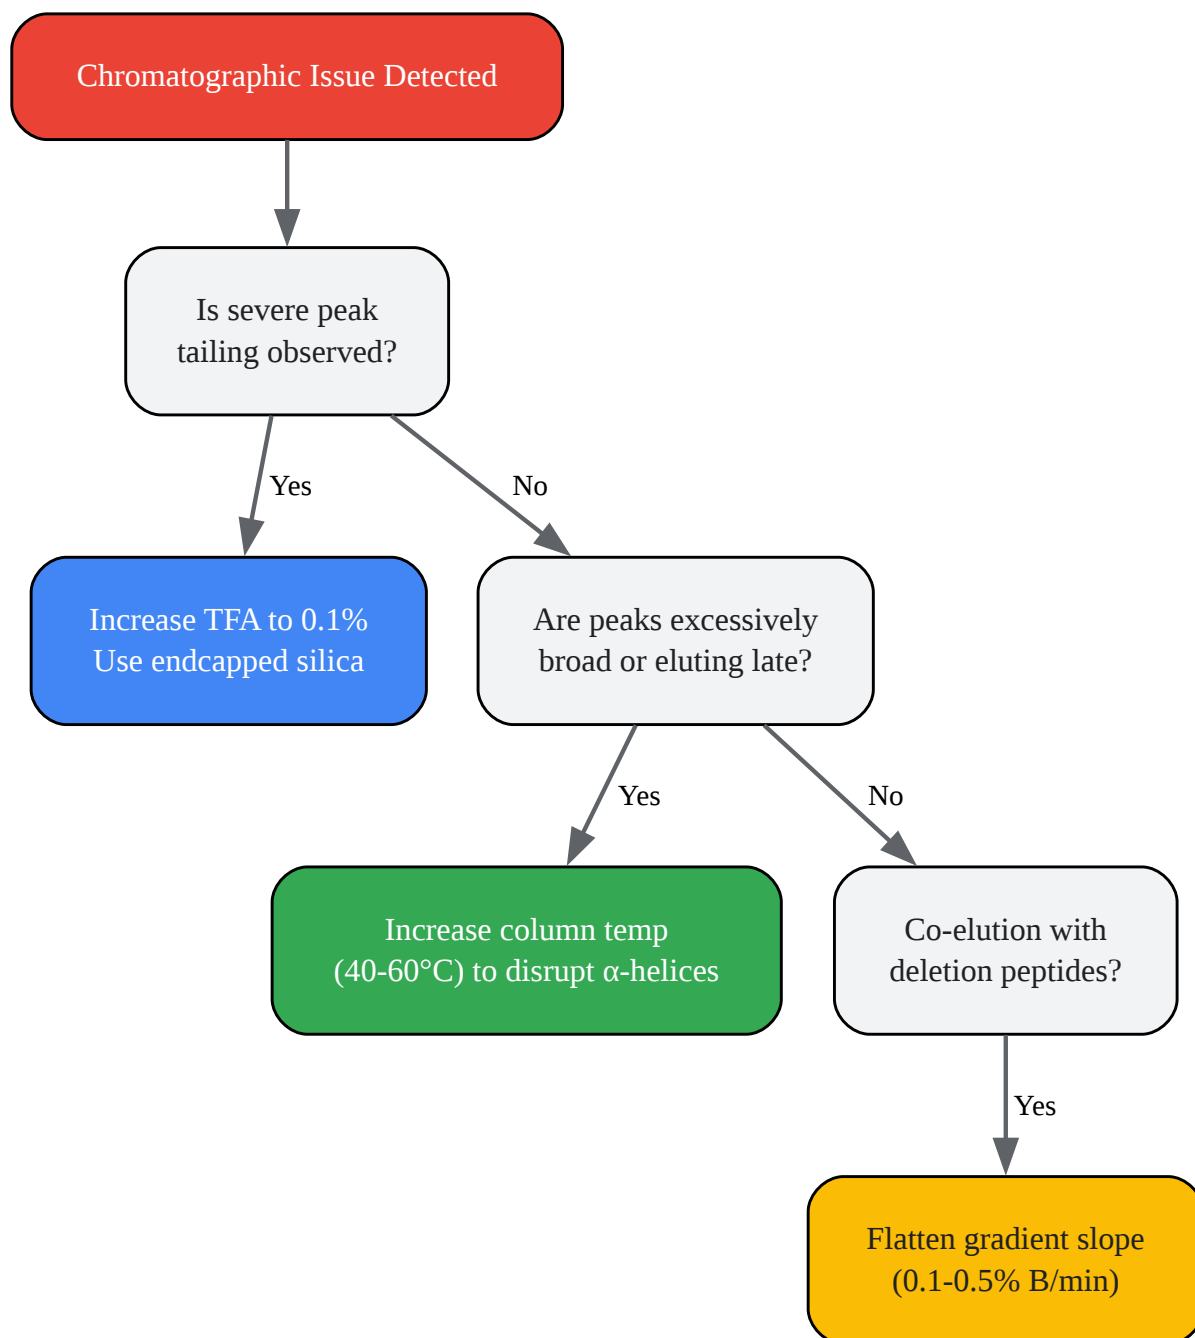 Chromatographic Issue Detected
Is severe peak
tailing observed?
Yes
No
Increase TFA to 0.1%
Use endcapped silica
Are peaks excessively
broad or eluting late?
Yes
No
Increase column temp
(40-60°C) to disrupt α-helices
Co-elution with
deletion peptides?
Yes
Flatten gradient slope
(0.1-0.5% B/min)